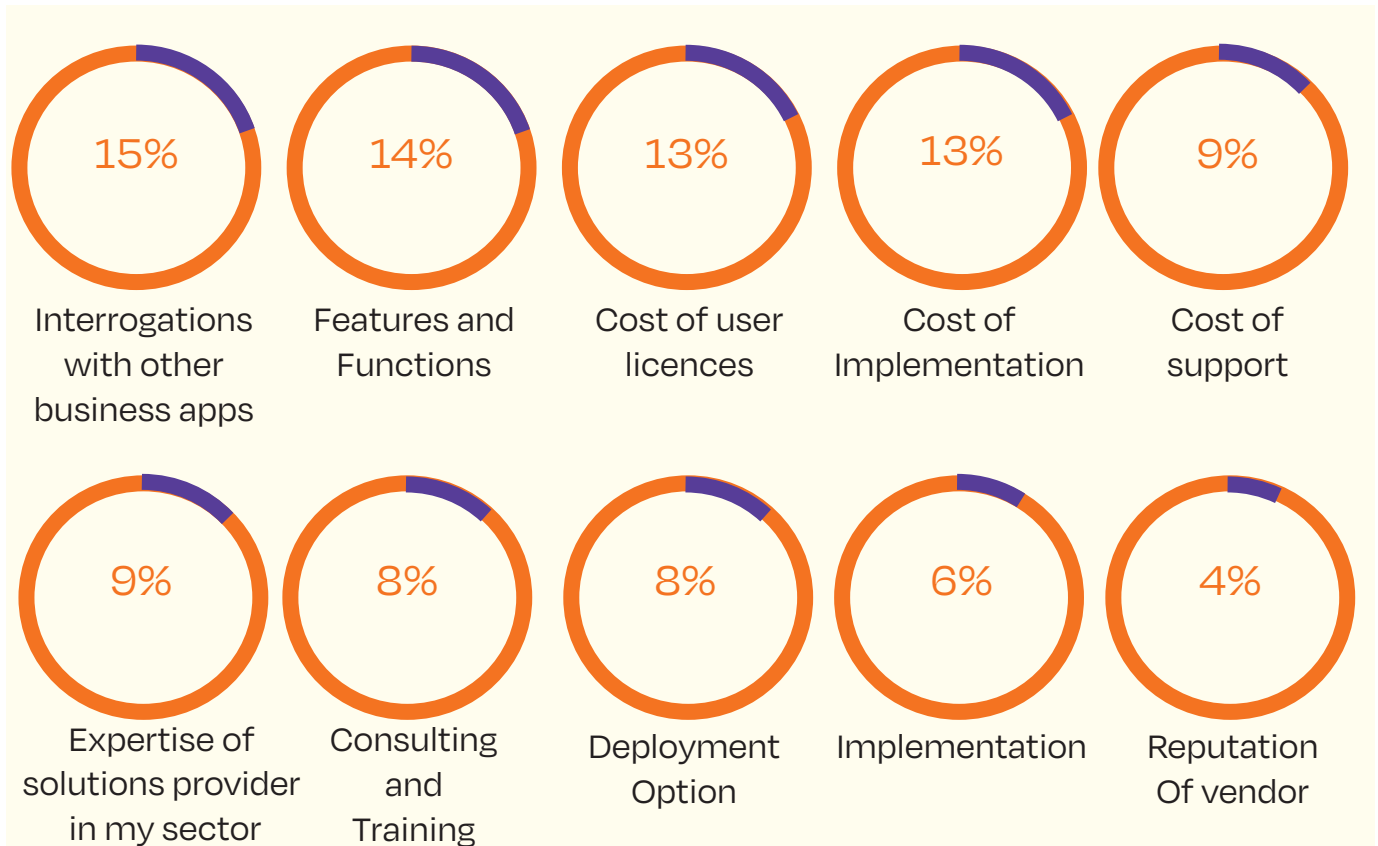 15%
14%
13%
13%
9%
Interrogations
with other
business apps
Features and
Functions
Cost of user
licences
Cost of
Implementation
Cost of
support
9%
8%
8%
6%
4%
Expertise of
solutions provider
in my sector
Consulting
and
Training
Deployment
Option
Implementation
Reputation
Of vendor